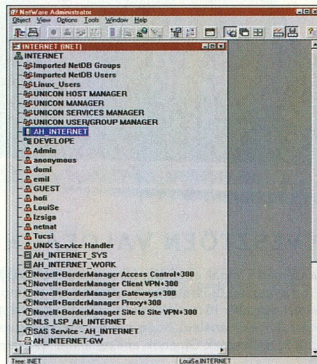 NetWare Administrator
Object View Options Tools Window Help
INTERNET (INET)
INTERNET
Imported NetDB Groups
Imported NetDB Users
Linux_Users
UNICON HOST MANAGER
UNICON MANAGER
UNICON SERVICES MANAGER
UNICON USER/GROUP MANAGER
AH_INTERNET
DEVELOPE
Admin
anonymous
domi
emil
GUEST
hofi
LouiSe
lzsiga
netnat
Tucsi
UNIX Service Handler
AH_INTERNET_SYS
AH_INTERNET_WORK
Novell+BorderManager Access Control+300
Novell+BorderManager Client VPN+300
Novell+BorderManager Gateways+300
Novell+BorderManager Proxy+300
Novell+BorderManager Site to Site VPN+300
NLS_LSP_AH_INTERNET
SAS Service - AH_INTERNET
AH_INTERNET-GW
Tree: INET
LouiSe.INTERNET